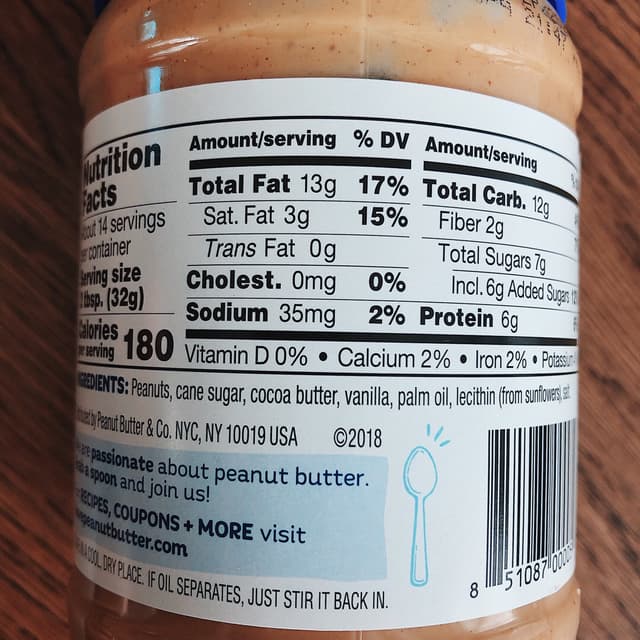 Nutrition
Facts
about 14 servings
per container
Serving size
2 tbsp. (32g)
Calories
per serving 180
Amount/serving % DV
Total Fat 13g 17%
Sat. Fat 3g 15%
Trans Fat 0g
Cholest. 0mg 0%
Sodium 35mg 2%
Amount/serving
Total Carb. 12g
Fiber 2g
Total Sugars 7g
Incl. 6g Added Sugars
Protein 6g
Vitamin D 0% • Calcium 2% • Iron 2% • Potassium
INGREDIENTS: Peanuts, cane sugar, cocoa butter, vanilla, palm oil, lecithin (from sunflowers), salt.
by Peanut Butter & Co. NYC, NY 10019 USA ©2018
are passionate about peanut butter.
a spoon and join us!
RECIPES, COUPONS + MORE visit
peanutbutter.com
IN A COOL, DRY PLACE. IF OIL SEPARATES, JUST STIR IT BACK IN.
8 51087 0000